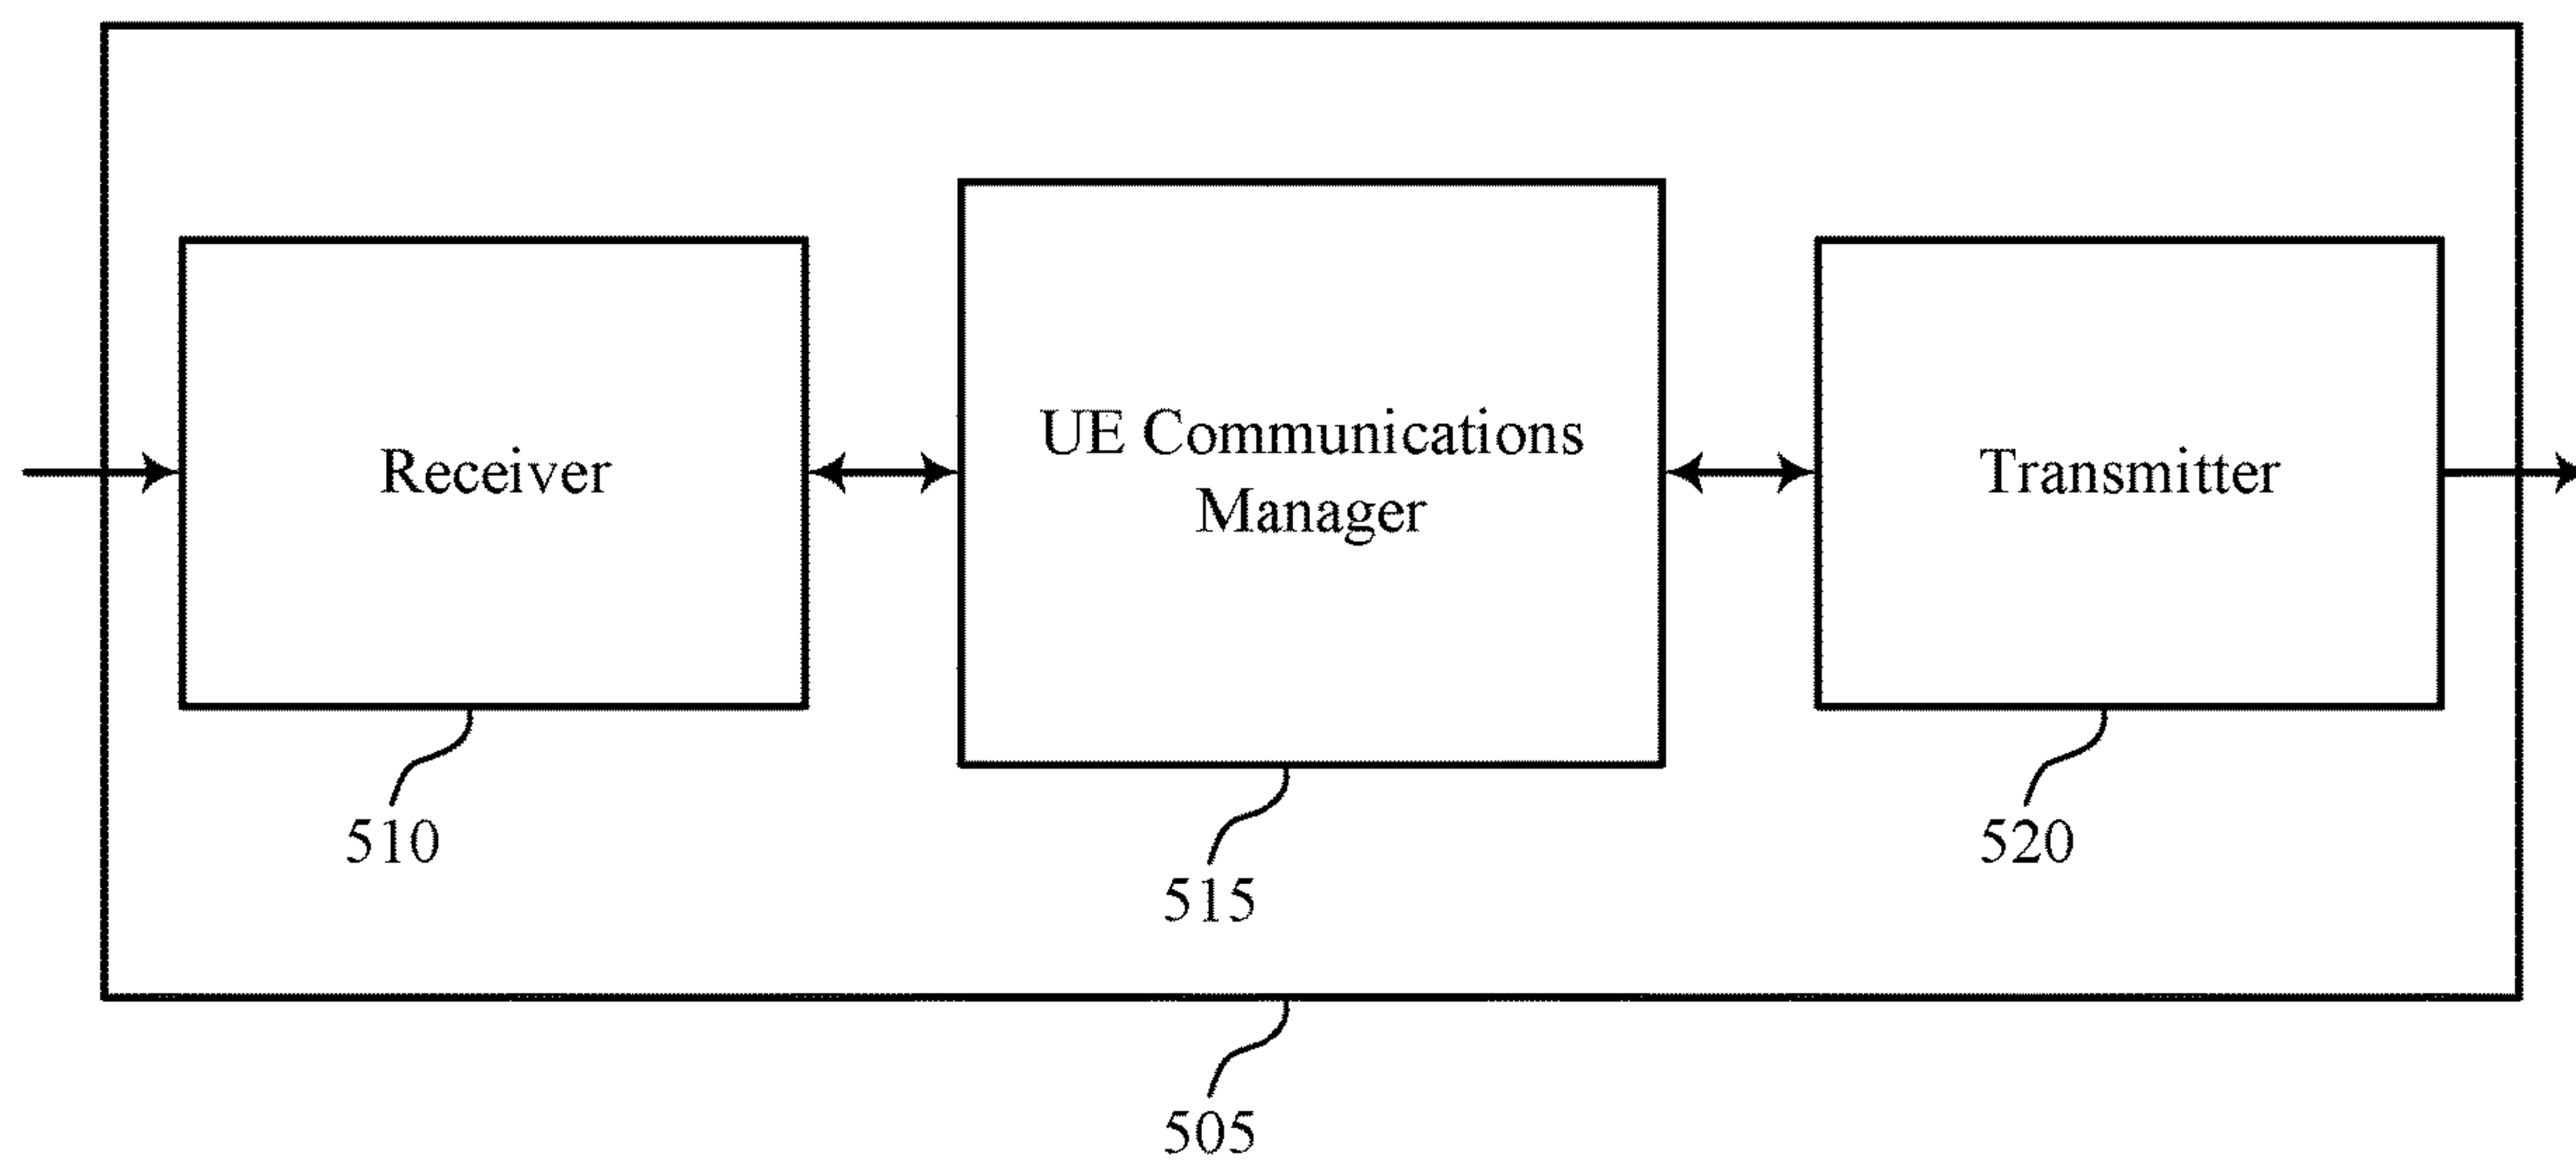 Receiver
UE Communications
Manager
Transmitter
510
515
520
505